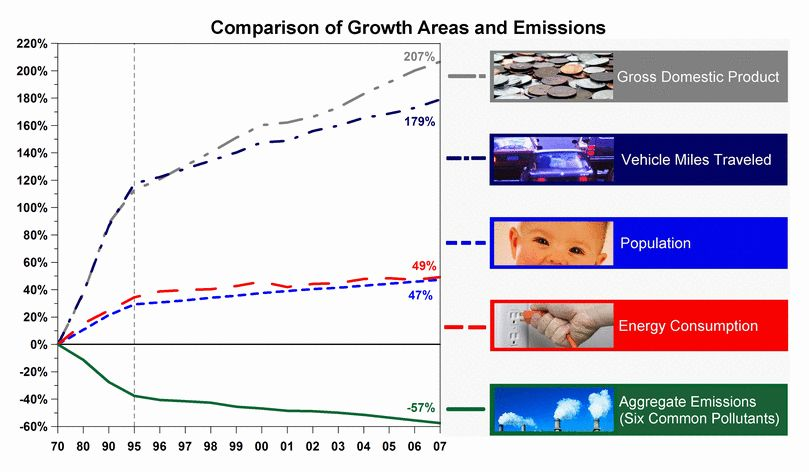 Comparison of Growth Areas and Emissions
220%
200%
180%
160%
140%
120%
100%
80%
60%
40%
20%
0%
-20%
-40%
-60%
207%
179%
49%
47%
-57%
70 80 90 95 96 97 98 99 00 01 02 03 04 05 06 07
Gross Domestic Product
Vehicle Miles Traveled
Population
Energy Consumption
Aggregate Emissions
(Six Common Pollutants)